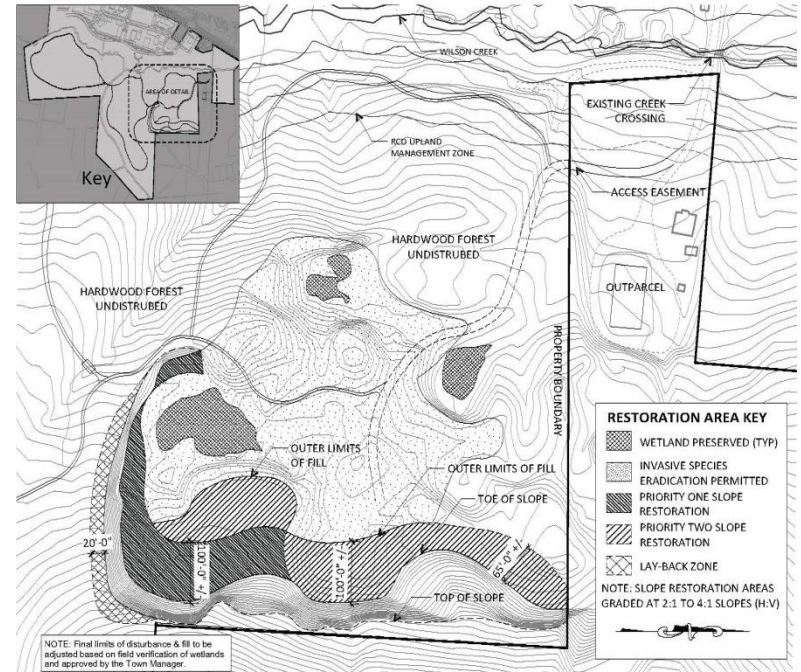 AREA OF DETAIL
Key
WILSON CREEK
EXISTING CREEK
CROSSING
RCD UPLAND
MANAGEMENT ZONE
ACCESS EASEMENT
HARDWOOD FOREST
UNDISTRUBED
HARDWOOD FOREST
UNDISTRUBED
OUTPARCEL
PROPERTY BOUNDARY
OUTER LIMITS
OF FILL
OUTER LIMITS OF FILL
TOE OF SLOPE
20'-0"
100'-0" +/-
100'-0" +/-
65'-0" +/-
TOP OF SLOPE
RESTORATION AREA KEY
WETLAND PRESERVED (TYP)
INVASIVE SPECIES
ERADICATION PERMITTED
PRIORITY ONE SLOPE
RESTORATION
PRIORITY TWO SLOPE
RESTORATION
LAY-BACK ZONE
NOTE: SLOPE RESTORATION AREAS
GRADED AT 2:1 TO 4:1 SLOPES (H:V)
NOTE: Final limits of disturbance & fill to be
adjusted based on field verification of wetlands
and approved by the Town Manager.